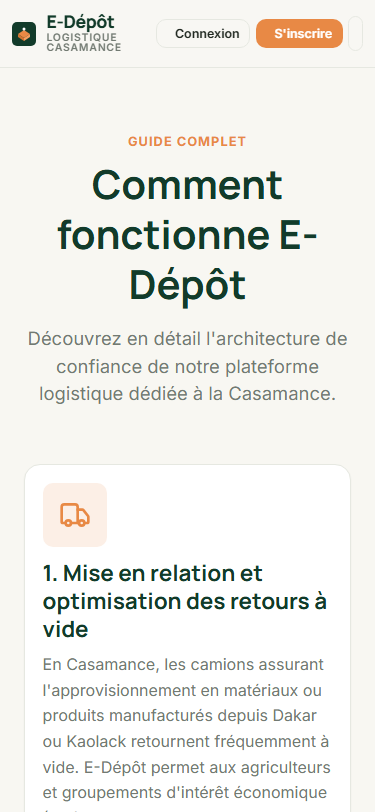 E-Dépôt
LOGISTIQUE
CASAMANCE
Connexion
S'inscrire
GUIDE COMPLET
Comment
fonctionne E-
Dépôt
Découvrez en détail l'architecture de
confiance de notre plateforme
logistique dédiée à la Casamance.
1. Mise en relation et
optimisation des retours à
vide
En Casamance, les camions assurant
l'approvisionnement en matériaux ou
produits manufacturés depuis Dakar
ou Kaolack retournent fréquemment à
vide. E-Dépôt permet aux agriculteurs
et groupements d'intérêt économique